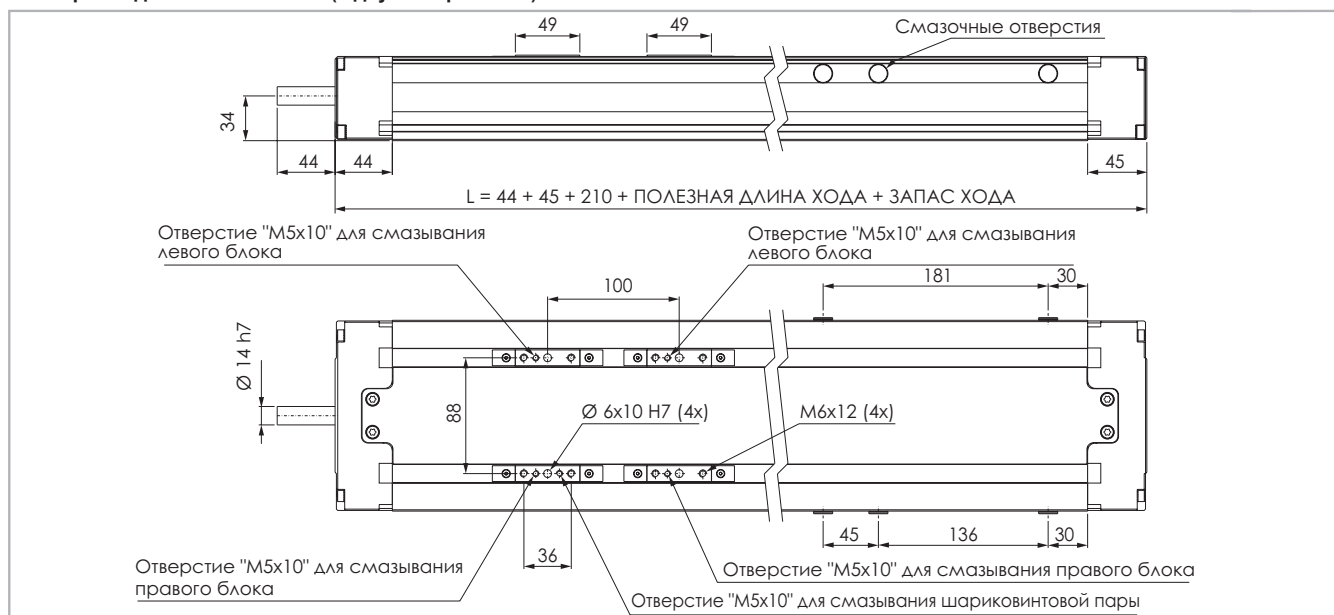 49
49
Смазочные отверстия
34
44
44
45
L = 44 + 45 + 210 + ПОЛЕЗНАЯ ДЛИНА ХОДА + ЗАПАС ХОДА
Отверстие "M5x10" для смазывания
левого блока
Отверстие "M5x10" для смазывания
левого блока
100
181
30
Ø 14 h7
88
Ø 6x10 H7 (4x)
M6x12 (4x)
36
45
136
30
Отверстие "M5x10" для смазывания
правого блока
Отверстие "M5x10" для смазывания правого блока
Отверстие "M5x10" для смазывания шариковинтовой пары